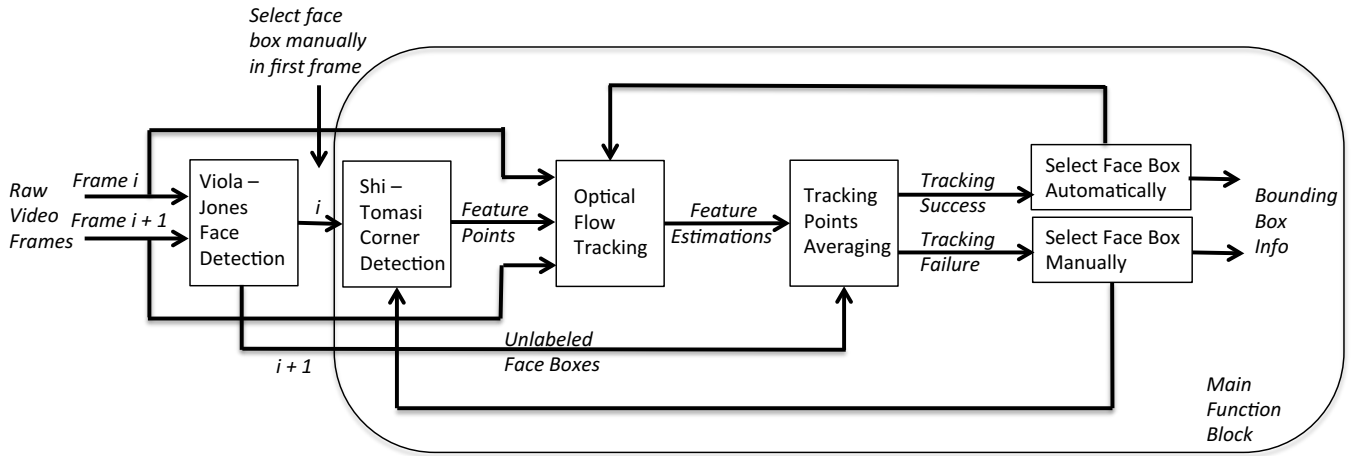 Select face
box manually
in first frame
Raw
Video
Frames
Frame i
Frame i + 1
Viola –
Jones
Face
Detection
i
Shi –
Tomasi
Corner
Detection
Feature
Points
Optical
Flow
Tracking
Feature
Estimations
Tracking
Points
Averaging
Tracking
Success
Tracking
Failure
Select Face Box
Automatically
Select Face Box
Manually
Bounding
Box
Info
i + 1
Unlabeled
Face Boxes
Main
Function
Block